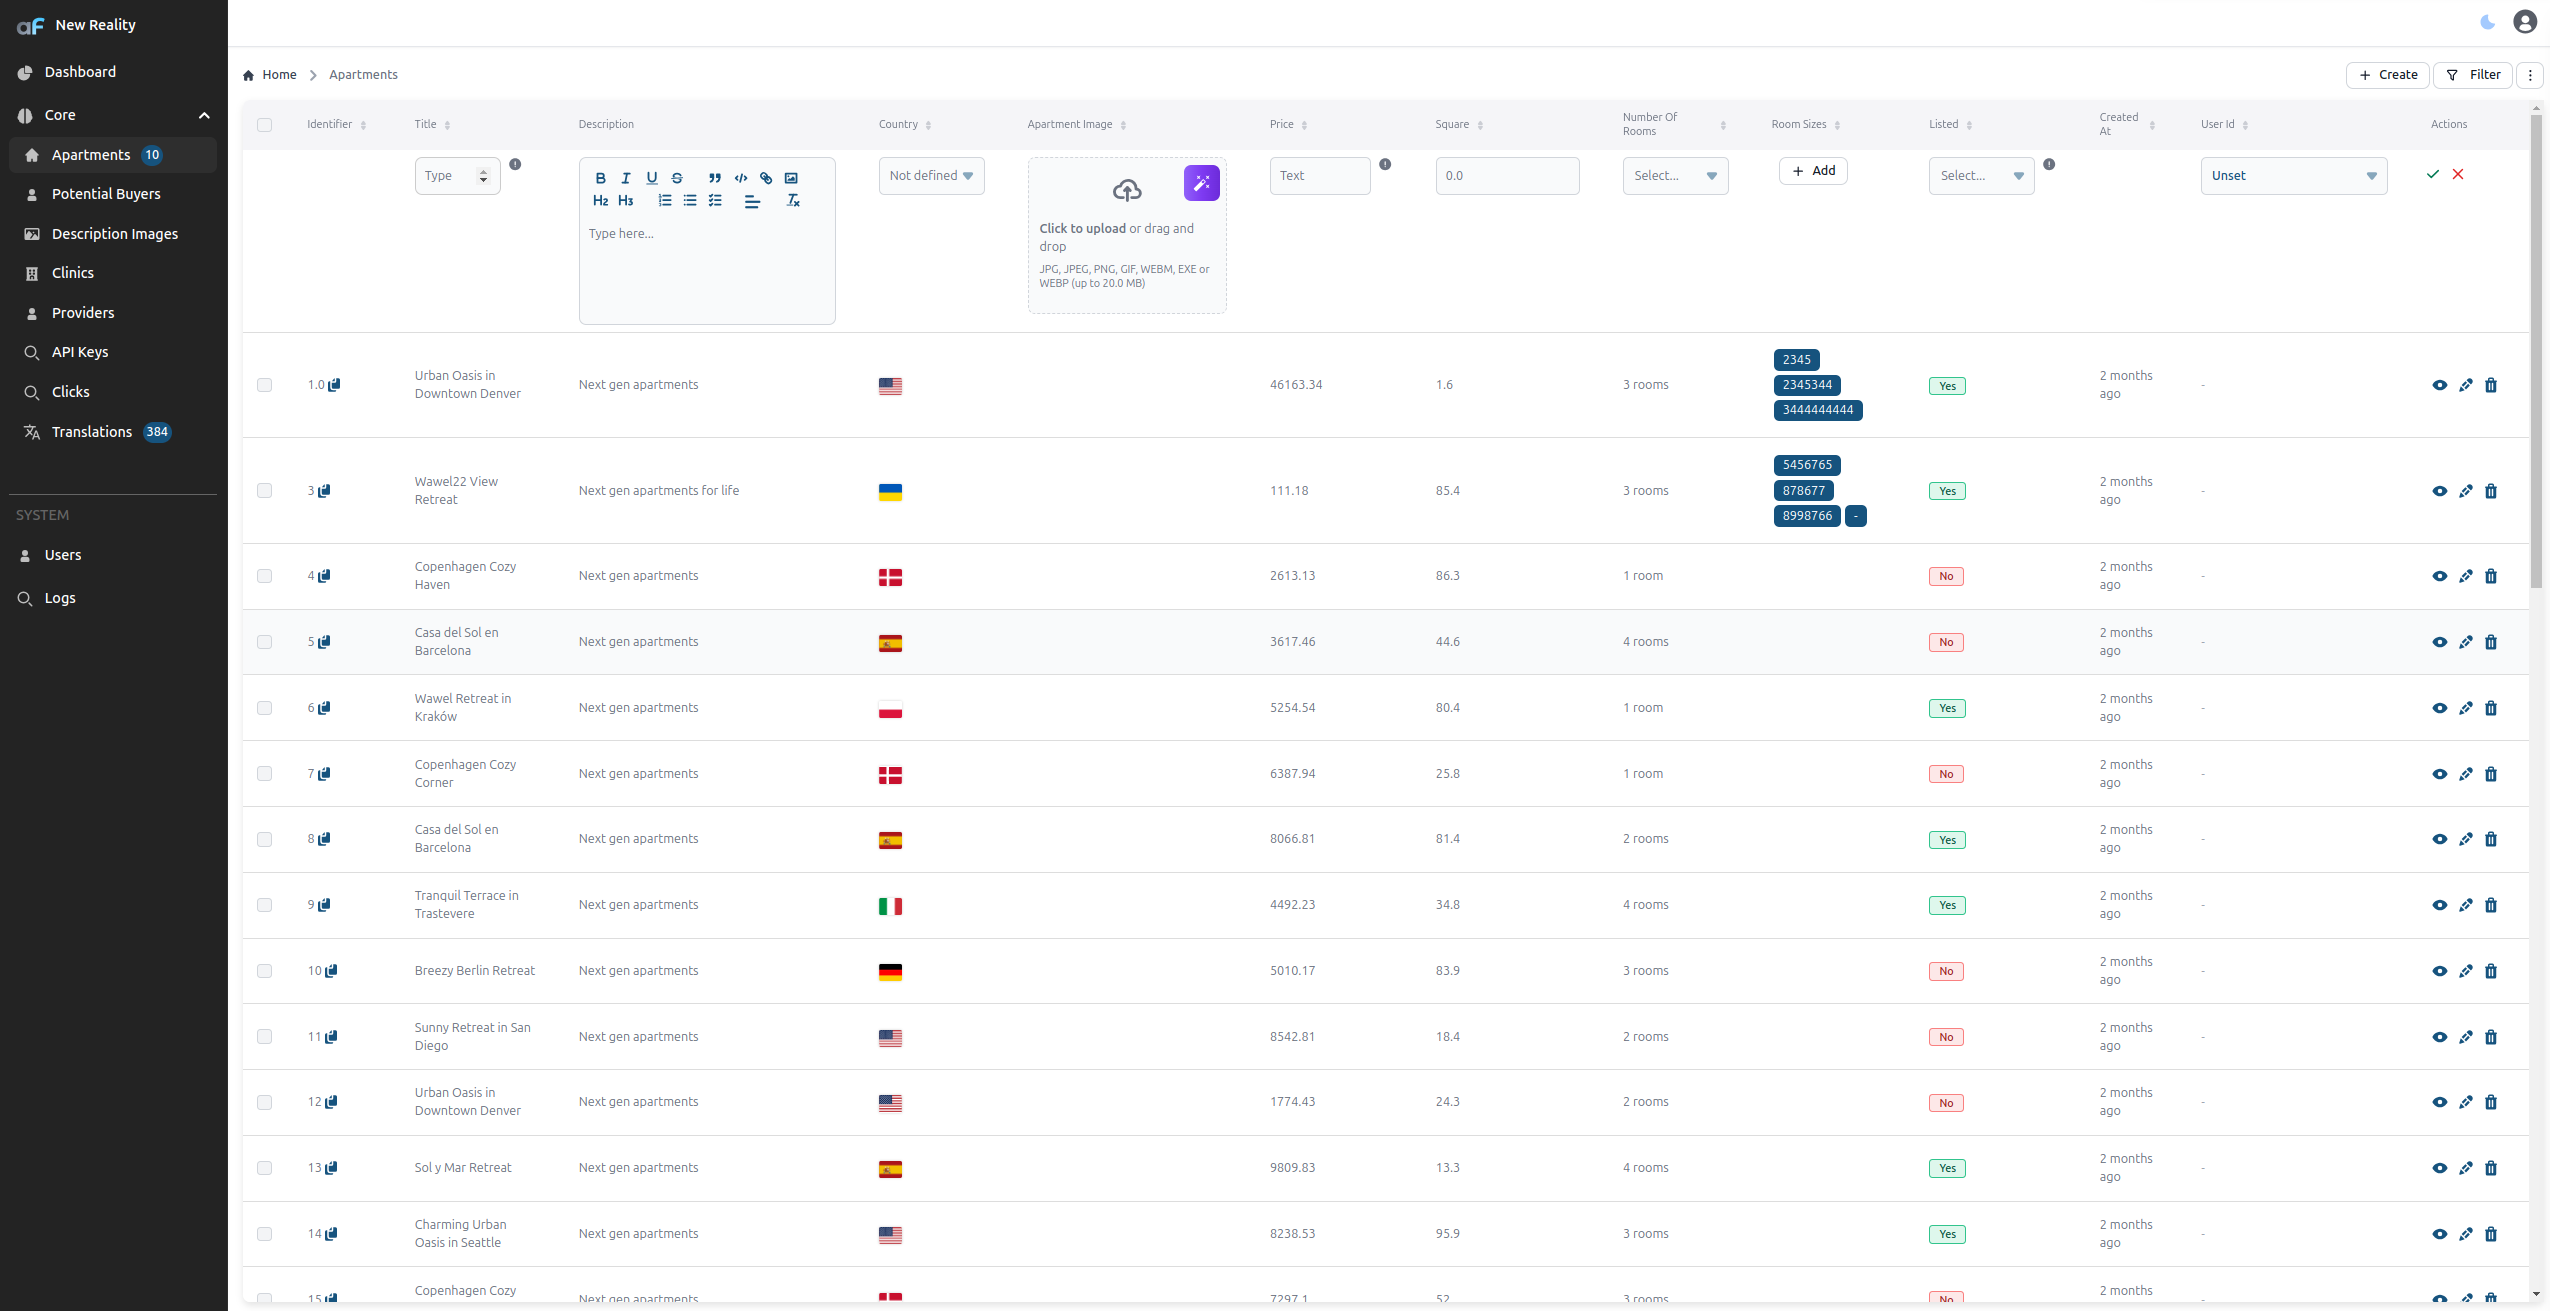 aF New Reality
Dashboard
Core
Apartments 10
Potential Buyers
Description Images
Clinics
Providers
API Keys
Clicks
Translations 384
SYSTEM
Users
Logs
Home Apartments
Create Filter
Identifier Title Description Country Apartment Image Price Square Number Of Rooms Room Sizes Listed Created At User Id Actions
Type
B I U S
H2 H3
Type here...
Not defined
Click to upload or drag and
drop
JPG, JPEG, PNG, GIF, WEBM, EXE or
WEBP (up to 20.0 MB)
Text
0.0
Select...
+ Add
Select...
Unset
1.0 Urban Oasis in Downtown Denver Next gen apartments 46163.34 1.6 3 rooms 2345 2345344 3444444444 Yes 2 months ago -
3 Wawel22 View Retreat Next gen apartments for life 111.18 85.4 3 rooms 5456765 878677 8998766 - Yes 2 months ago -
4 Copenhagen Cozy Haven Next gen apartments 2613.13 86.3 1 room No 2 months ago -
5 Casa del Sol en Barcelona Next gen apartments 3617.46 44.6 4 rooms No 2 months ago -
6 Wawel Retreat in Kraków Next gen apartments 5254.54 80.4 1 room Yes 2 months ago -
7 Copenhagen Cozy Corner Next gen apartments 6387.94 25.8 1 room No 2 months ago -
8 Casa del Sol en Barcelona Next gen apartments 8066.81 81.4 2 rooms Yes 2 months ago -
9 Tranquil Terrace in Trastevere Next gen apartments 4492.23 34.8 4 rooms Yes 2 months ago -
10 Breezy Berlin Retreat Next gen apartments 5010.17 83.9 3 rooms No 2 months ago -
11 Sunny Retreat in San Diego Next gen apartments 8542.81 18.4 2 rooms No 2 months ago -
12 Urban Oasis in Downtown Denver Next gen apartments 1774.43 24.3 2 rooms No 2 months ago -
13 Sol y Mar Retreat Next gen apartments 9809.83 13.3 4 rooms Yes 2 months ago -
14 Charming Urban Oasis in Seattle Next gen apartments 8238.53 95.9 3 rooms Yes 2 months ago -
15 Copenhagen Cozy Next gen apartments 7297.1 52 3 rooms No 2 months